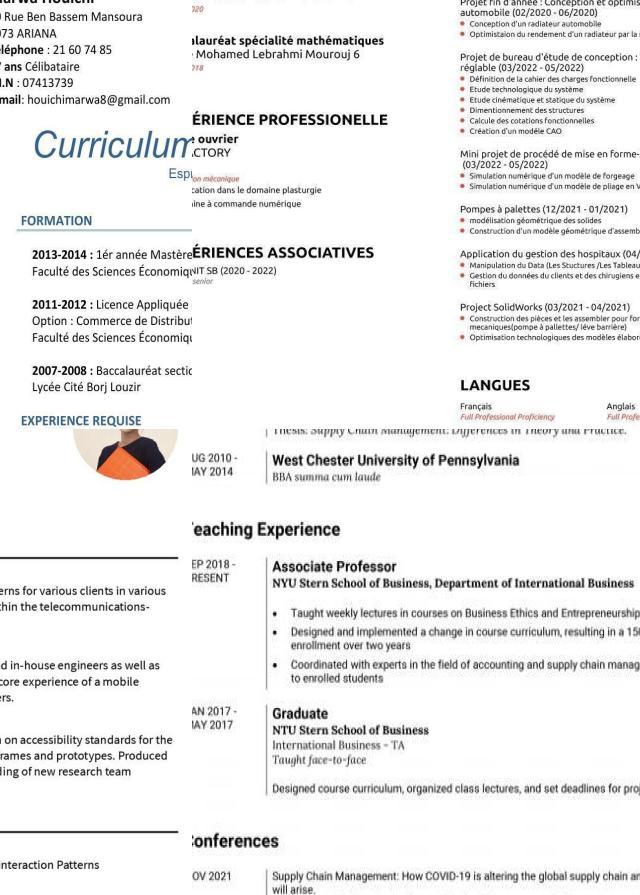 0 Rue Ben Bassem Mansoura
073 ARIANA
éléphone : 21 60 74 85
ans Célibataire
I.N : 07413739
mail: houichimarwa8@gmail.com
Curriculum
Esp
FORMATION
2013-2014 : 1ér année Mastère
Faculté des Sciences Économiq
2011-2012 : Licence Appliquée
Option : Commerce de Distribut
Faculté des Sciences Économiq
2007-2008 : Baccalauréat sectio
Lycée Cité Borj Louzir
EXPERIENCE REQUISE
2020
alauréat spécialité mathématiques
Mohamed Lebrahmi Mourouj 6
2018
ÉRIENCE PROFESSIONELLE
ouvrier
ACTORY
on mécanique
cation dans le domaine plasturgie
ine à commande numérique
ÉRIENCES ASSOCIATIVES
NIT SB (2020 - 2022)
senior
Projet fin d'année : Conception et optimis
automobile (02/2020 - 06/2020)
Conception d'un radiateur automobile
Optimistaion du rendement d'un radiateur par la
Projet de bureau d'étude de conception :
réglable (03/2022 - 05/2022)
Définition de la cahier des charges fonctionnelle
Etude technologique du système
Etude cinématique et statique du système
Dimentionnement des structures
Calcule des cotations fonctionnelles
Création d'un modèle CAO
Mini projet de procédé de mise en forme-
(03/2022 - 05/2022)
Simulation numérique d'un modèle de forgeage
Simulation numérique d'un modèle de pliage en V
Pompes à palettes (12/2021 - 01/2021)
modélisation géométrique des solides
Construction d'un modèle géométrique d'assemb
Application du gestion des hospitaux (04/
Manipulation du Data (Les Stuctures /Les Tableau
Gestion du données du clients et des chirugiens e
fichiers
Project SolidWorks (03/2021 - 04/2021)
Construction des pièces et les assembler pour for
mecaniques(pompe à pallettes/ léve barrière)
Optimisation technologiques des modèles élabor
LANGUES
Français Anglais
Full Professional Proficiency Full Profe
Thesis: Supply Chain Management: Differences in Theory and Practice.
UG 2010 -
MAY 2014
West Chester University of Pennsylvania
BBA summa cum laude
eaching Experience
EP 2018 -
RESENT
Associate Professor
NYU Stern School of Business, Department of International Business
• Taught weekly lectures in courses on Business Ethics and Entrepreneurship
• Designed and implemented a change in course curriculum, resulting in a 150
enrollment over two years
• Coordinated with experts in the field of accounting and supply chain manag
to enrolled students
AN 2017 -
MAY 2017
Graduate
NTU Stern School of Business
International Business - TA
Taught face-to-face
Designed course curriculum, organized class lectures, and set deadlines for proj
onferences
OV 2021
Supply Chain Management: How COVID-19 is altering the global supply chain an
will arise.
erns for various clients in various
thin the telecommunications-
d in-house engineers as well as
core experience of a mobile
ers.
n on accessibility standards for the
rames and prototypes. Produced
ding of new research team
nteraction Patterns